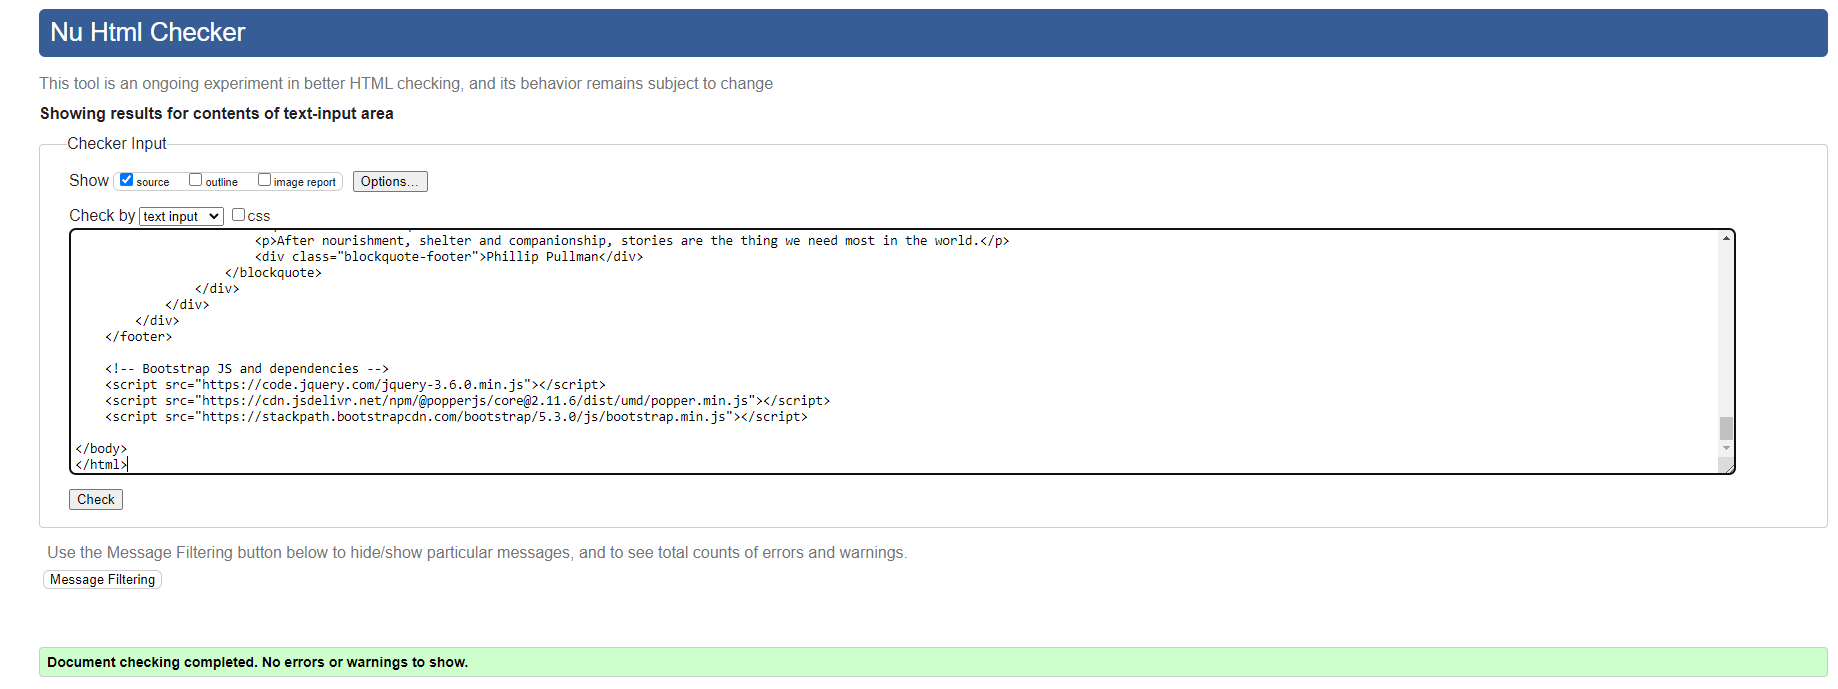 Nu Html Checker
This tool is an ongoing experiment in better HTML checking, and its behavior remains subject to change
Showing results for contents of text-input area
Checker Input
Show source outline image report Options...
Check by text input css
<p>After nourishment, shelter and companionship, stories are the thing we need most in the world.</p>
<div class="blockquote-footer">Phillip Pullman</div>
</blockquote>
</div>
</div>
</div>
</footer>
<!-- Bootstrap JS and dependencies -->
<script src="https://code.jquery.com/jquery-3.6.0.min.js"></script>
<script src="https://cdn.jsdelivr.net/npm/@popperjs/core@2.11.6/dist/umd/popper.min.js"></script>
<script src="https://stackpath.bootstrapcdn.com/bootstrap/5.3.0/js/bootstrap.min.js"></script>
</body>
</html>
Check
Use the Message Filtering button below to hide/show particular messages, and to see total counts of errors and warnings.
Message Filtering
Document checking completed. No errors or warnings to show.